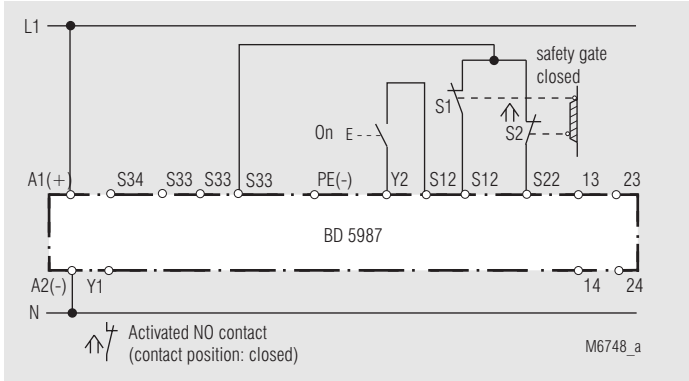 L1
safety gate
closed
S1
On E
S2
A1(+) S34 S33 S33 S33 PE(-) Y2 S12 S12 S22 13 23
BD 5987
A2(-) Y1 14 24
N
Activated NO contact
(contact position: closed)
M6748_a